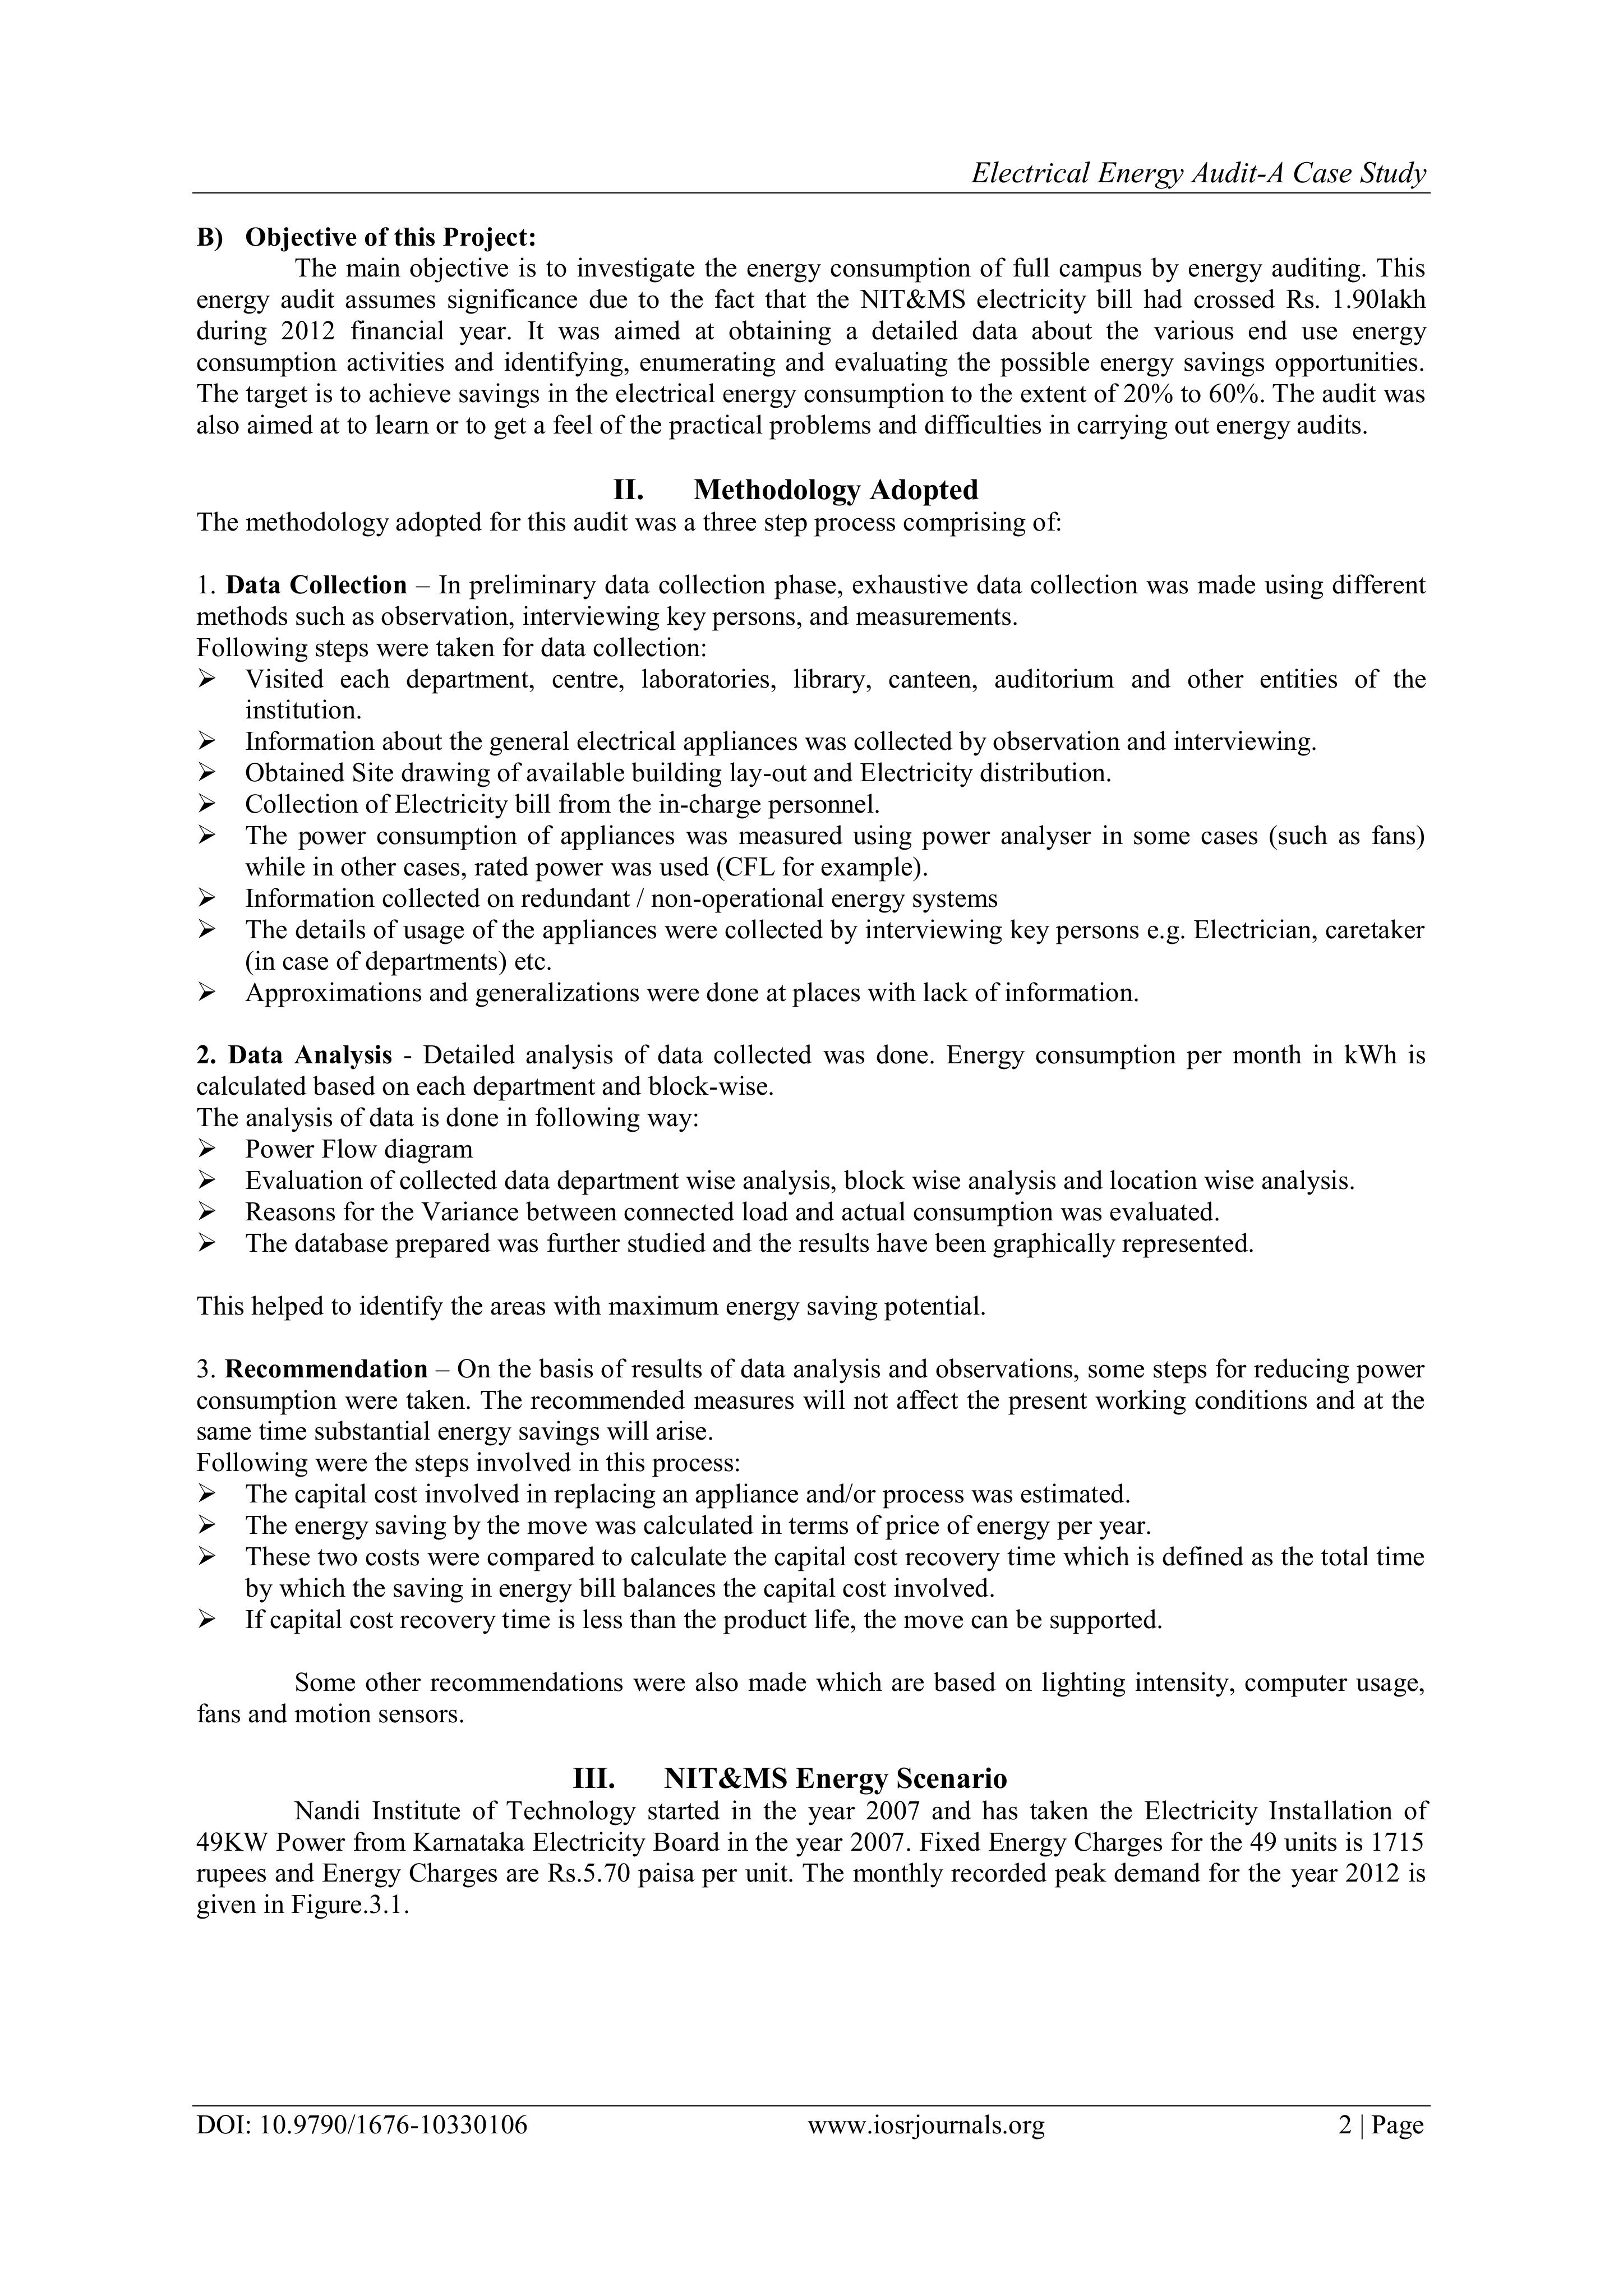 Electrical Energy Audit-A Case Study
B) Objective of this Project:
The main objective is to investigate the energy consumption of full campus by energy auditing. This
energy audit assumes significance due to the fact that the NIT&MS electricity bill had crossed Rs. 1.90lakh
during 2012 financial year. It was aimed at obtaining a detailed data about the various end use energy
consumption activities and identifying, enumerating and evaluating the possible energy savings opportunities.
The target is to achieve savings in the electrical energy consumption to the extent of 20% to 60%. The audit was
also aimed at to learn or to get a feel of the practical problems and difficulties in carrying out energy audits.
II. Methodology Adopted
The methodology adopted for this audit was a three step process comprising of:
1. Data Collection – In preliminary data collection phase, exhaustive data collection was made using different
methods such as observation, interviewing key persons, and measurements.
Following steps were taken for data collection:
➢ Visited each department, centre, laboratories, library, canteen, auditorium and other entities of the
institution.
➢ Information about the general electrical appliances was collected by observation and interviewing.
➢ Obtained Site drawing of available building lay-out and Electricity distribution.
➢ Collection of Electricity bill from the in-charge personnel.
➢ The power consumption of appliances was measured using power analyser in some cases (such as fans)
while in other cases, rated power was used (CFL for example).
➢ Information collected on redundant / non-operational energy systems
➢ The details of usage of the appliances were collected by interviewing key persons e.g. Electrician, caretaker
(in case of departments) etc.
➢ Approximations and generalizations were done at places with lack of information.
2. Data Analysis - Detailed analysis of data collected was done. Energy consumption per month in kWh is
calculated based on each department and block-wise.
The analysis of data is done in following way:
➢ Power Flow diagram
➢ Evaluation of collected data department wise analysis, block wise analysis and location wise analysis.
➢ Reasons for the Variance between connected load and actual consumption was evaluated.
➢ The database prepared was further studied and the results have been graphically represented.
This helped to identify the areas with maximum energy saving potential.
3. Recommendation – On the basis of results of data analysis and observations, some steps for reducing power
consumption were taken. The recommended measures will not affect the present working conditions and at the
same time substantial energy savings will arise.
Following were the steps involved in this process:
➢ The capital cost involved in replacing an appliance and/or process was estimated.
➢ The energy saving by the move was calculated in terms of price of energy per year.
➢ These two costs were compared to calculate the capital cost recovery time which is defined as the total time
by which the saving in energy bill balances the capital cost involved.
➢ If capital cost recovery time is less than the product life, the move can be supported.
Some other recommendations were also made which are based on lighting intensity, computer usage,
fans and motion sensors.
III. NIT&MS Energy Scenario
Nandi Institute of Technology started in the year 2007 and has taken the Electricity Installation of
49KW Power from Karnataka Electricity Board in the year 2007. Fixed Energy Charges for the 49 units is 1715
rupees and Energy Charges are Rs.5.70 paisa per unit. The monthly recorded peak demand for the year 2012 is
given in Figure.3.1.
DOI: 10.9790/1676-10330106 www.iosrjournals.org 2 | Page